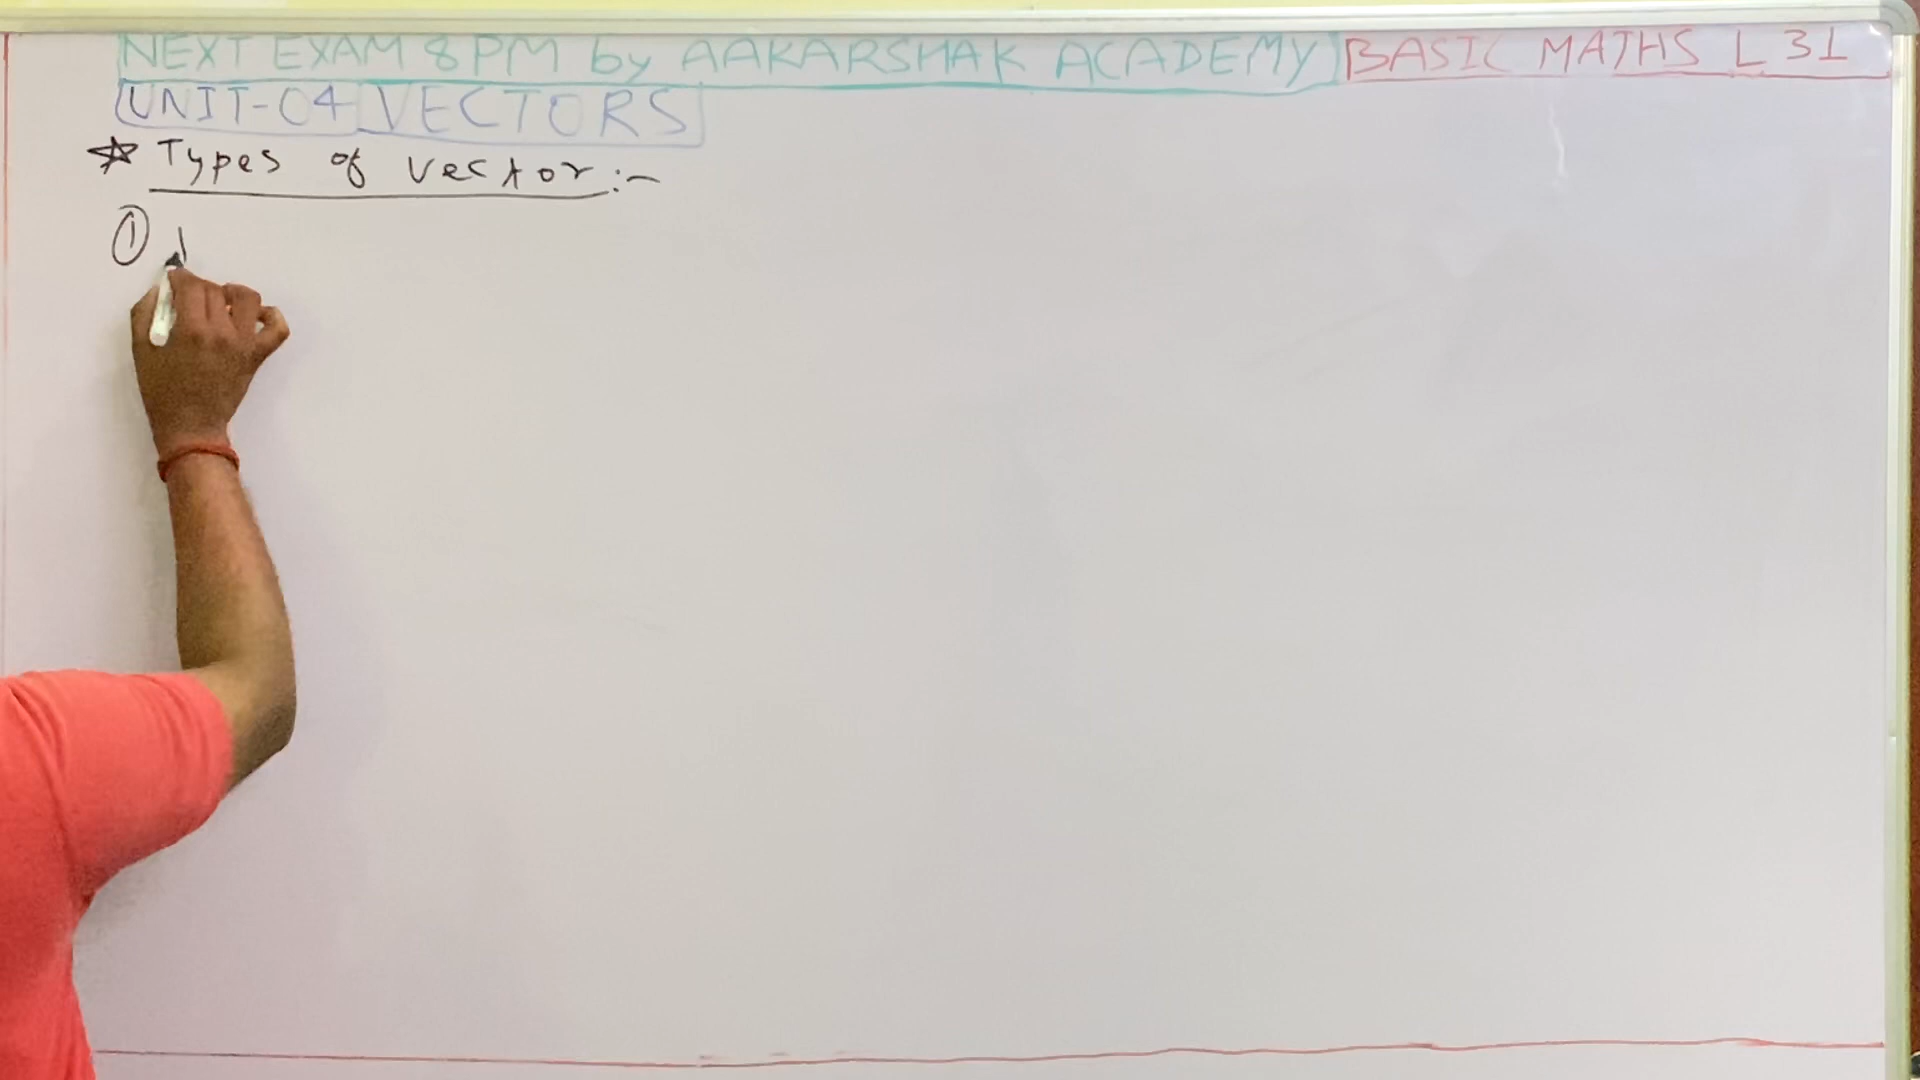 NEXT EXAM 8PM by AAKARSHAK ACADEMY BASIC MATHS L 31
UNIT-04 VECTORS
☆ Types of vector:-
①